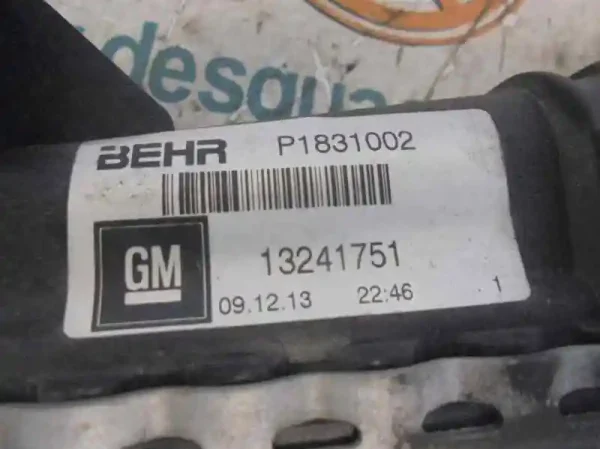 desgua
BEHR P1831002
GM 13241751
09.12.13 22:46 1